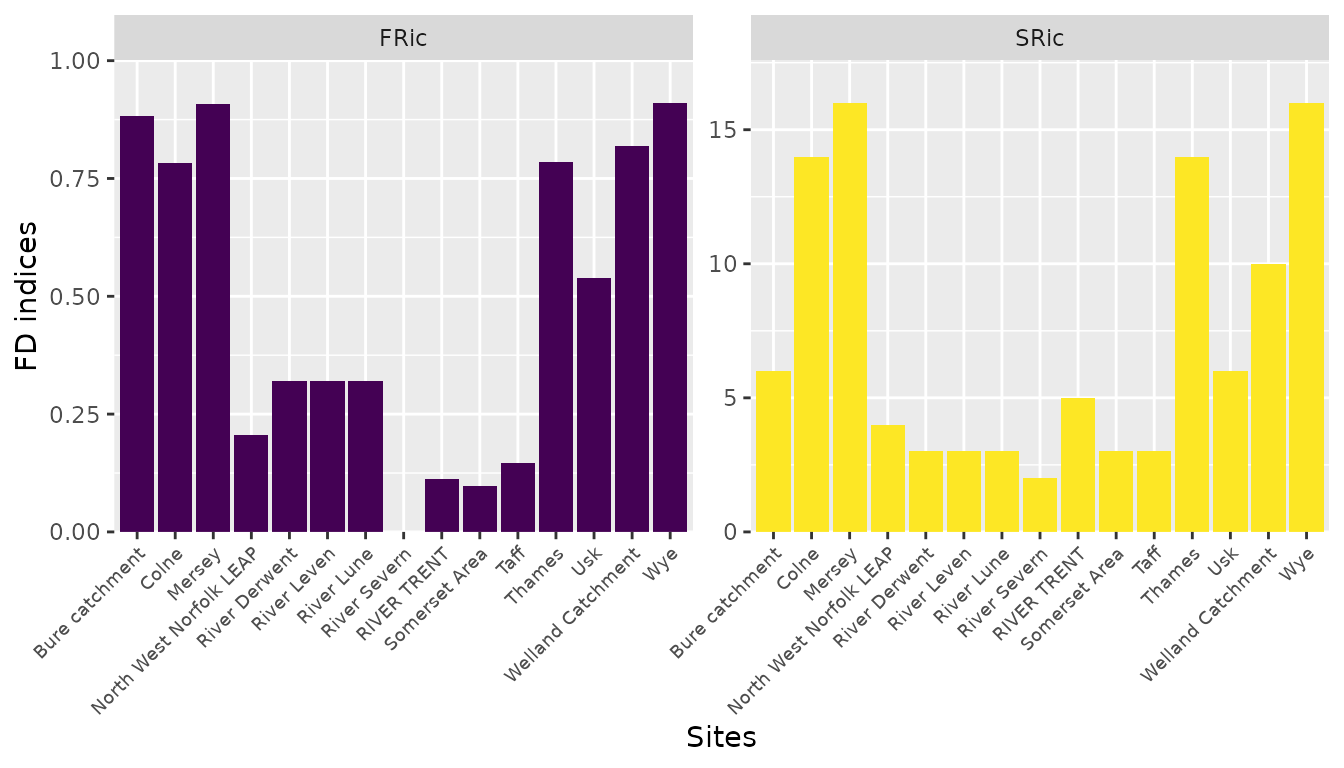 FRic
SRic
FD indices
1.00
0.75
0.50
0.25
0.00
15
10
5
0
Bure catchment
Colne
Mersey
North West Norfolk LEAP
River Derwent
River Leven
River Lune
River Severn
RIVER TRENT
Somerset Area
Taff
Thames
Usk
Welland Catchment
Wye
Bure catchment
Colne
Mersey
North West Norfolk LEAP
River Derwent
River Leven
River Lune
River Severn
RIVER TRENT
Somerset Area
Taff
Thames
Usk
Welland Catchment
Wye
Sites